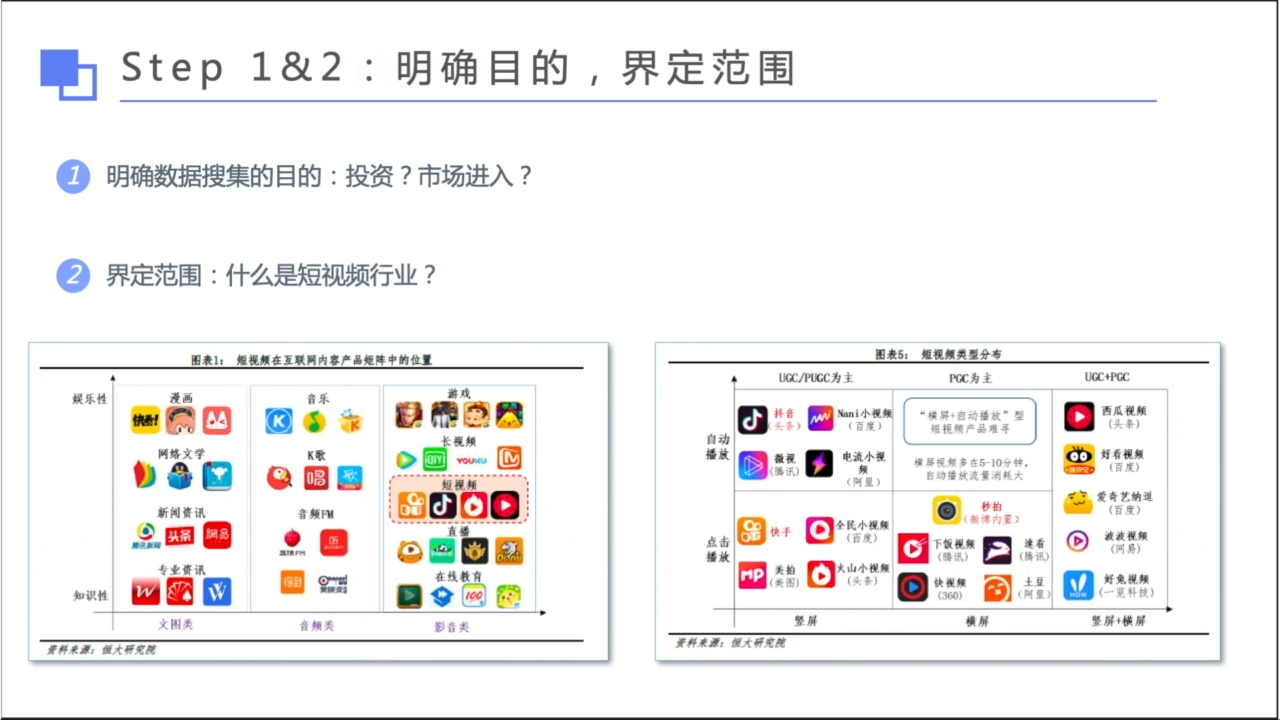 Step 1&2：明确目的，界定范围
1 明确数据搜集的目的：投资？市场进入？
2 界定范围：什么是短视频行业？
图表1： 短视频在互联网内容产品矩阵中的位置
娱乐性
漫画
音乐
游戏
快看!
K
长视频
iQIYI
YOUKU
网络文学
K歌
唱
歌
短视频
新闻资讯
音频FM
直播
腾讯新闻
头条
网易
荔枝FM
听
专业资讯
在线教育
得到
100
知识性
W
文图类
音频类
影音类
资料来源：恒大研究院
图表5： 短视频类型分布
UGC/PUGC为主
PGC为主
UGC+PGC
自动播放
抖音
(头条)
Nani小视频
(百度)
微视
(腾讯)
电流小视频
(阿里)
“横屏+自动播放”型
短视频产品难寻
横屏视频多在5-10分钟，
自动播放流量消耗大
西瓜视频
(头条)
好看视频
(百度)
爱奇艺纳逗
(百度)
点击播放
快手
全民小视频
(百度)
MP
美拍
(美图)
火山小视频
(头条)
秒拍
(微博内置)
下饭视频
(腾讯)
速看
(腾讯)
快视频
(360)
土豆
(阿里)
波波视频
(网易)
HOW
好兔视频
(一览科技)
竖屏
横屏
竖屏+横屏
资料来源：恒大研究院